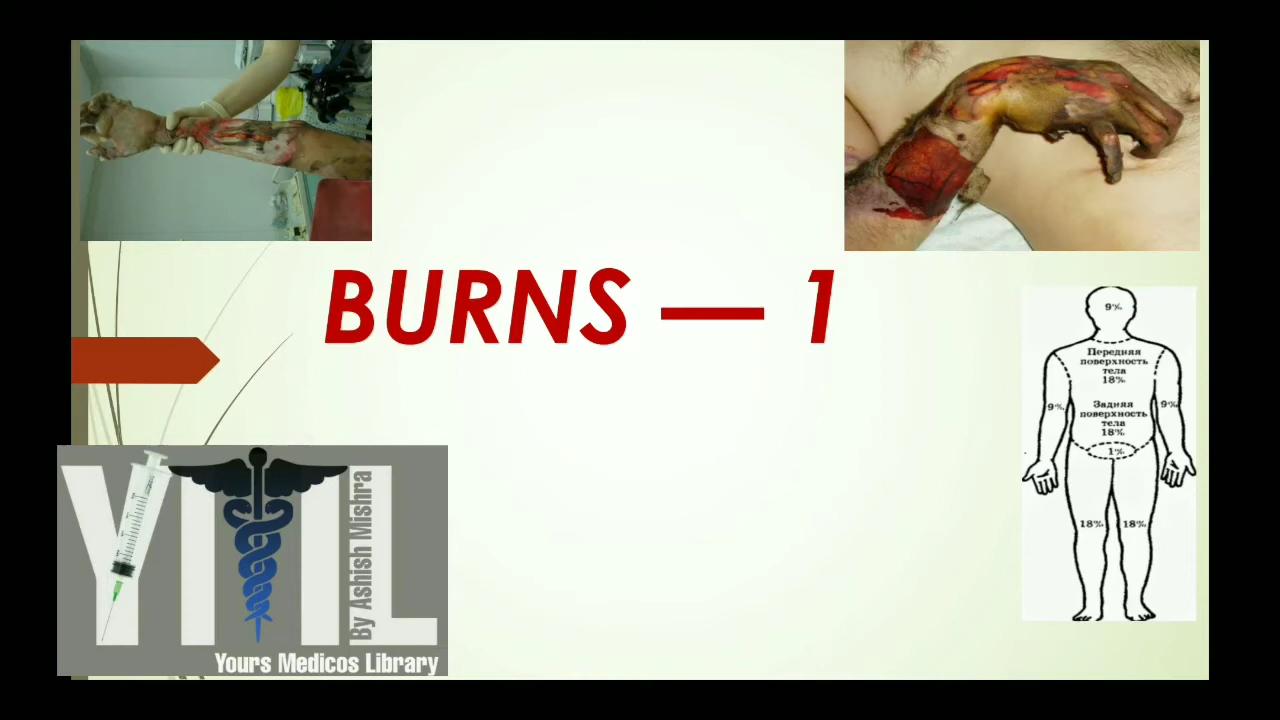 BURNS — 1
9%
Передняя
поверхность
тела
18%
9%
9%
Задняя
поверхность
тела
18%
1%
18%
18%
YML
By Ashish Mishra
Yours Medicos Library